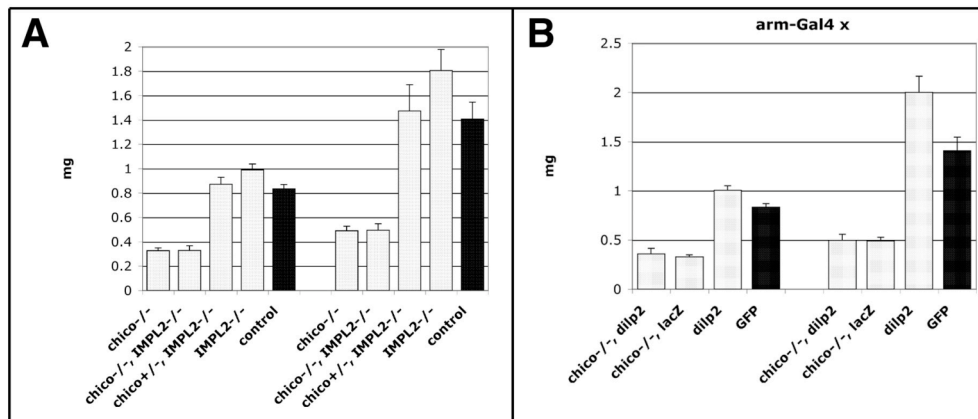 A
2
1.8
1.6
1.4
1.2
1
0.8
0.6
0.4
0.2
0
mg
chico-/-
chico-/-, IMPL2-/-
chico+/-, IMPL2-/-
IMPL2-/-
control
chico-/-
chico-/-, IMPL2-/-
chico+/-, IMPL2-/-
IMPL2-/-
control
B
arm-Gal4 x
2.5
2
1.5
1
0.5
0
mg
chico-/-, dilp2
chico-/-, lacZ
dilp2
GFP
chico-/-, dilp2
chico-/-, lacZ
dilp2
GFP